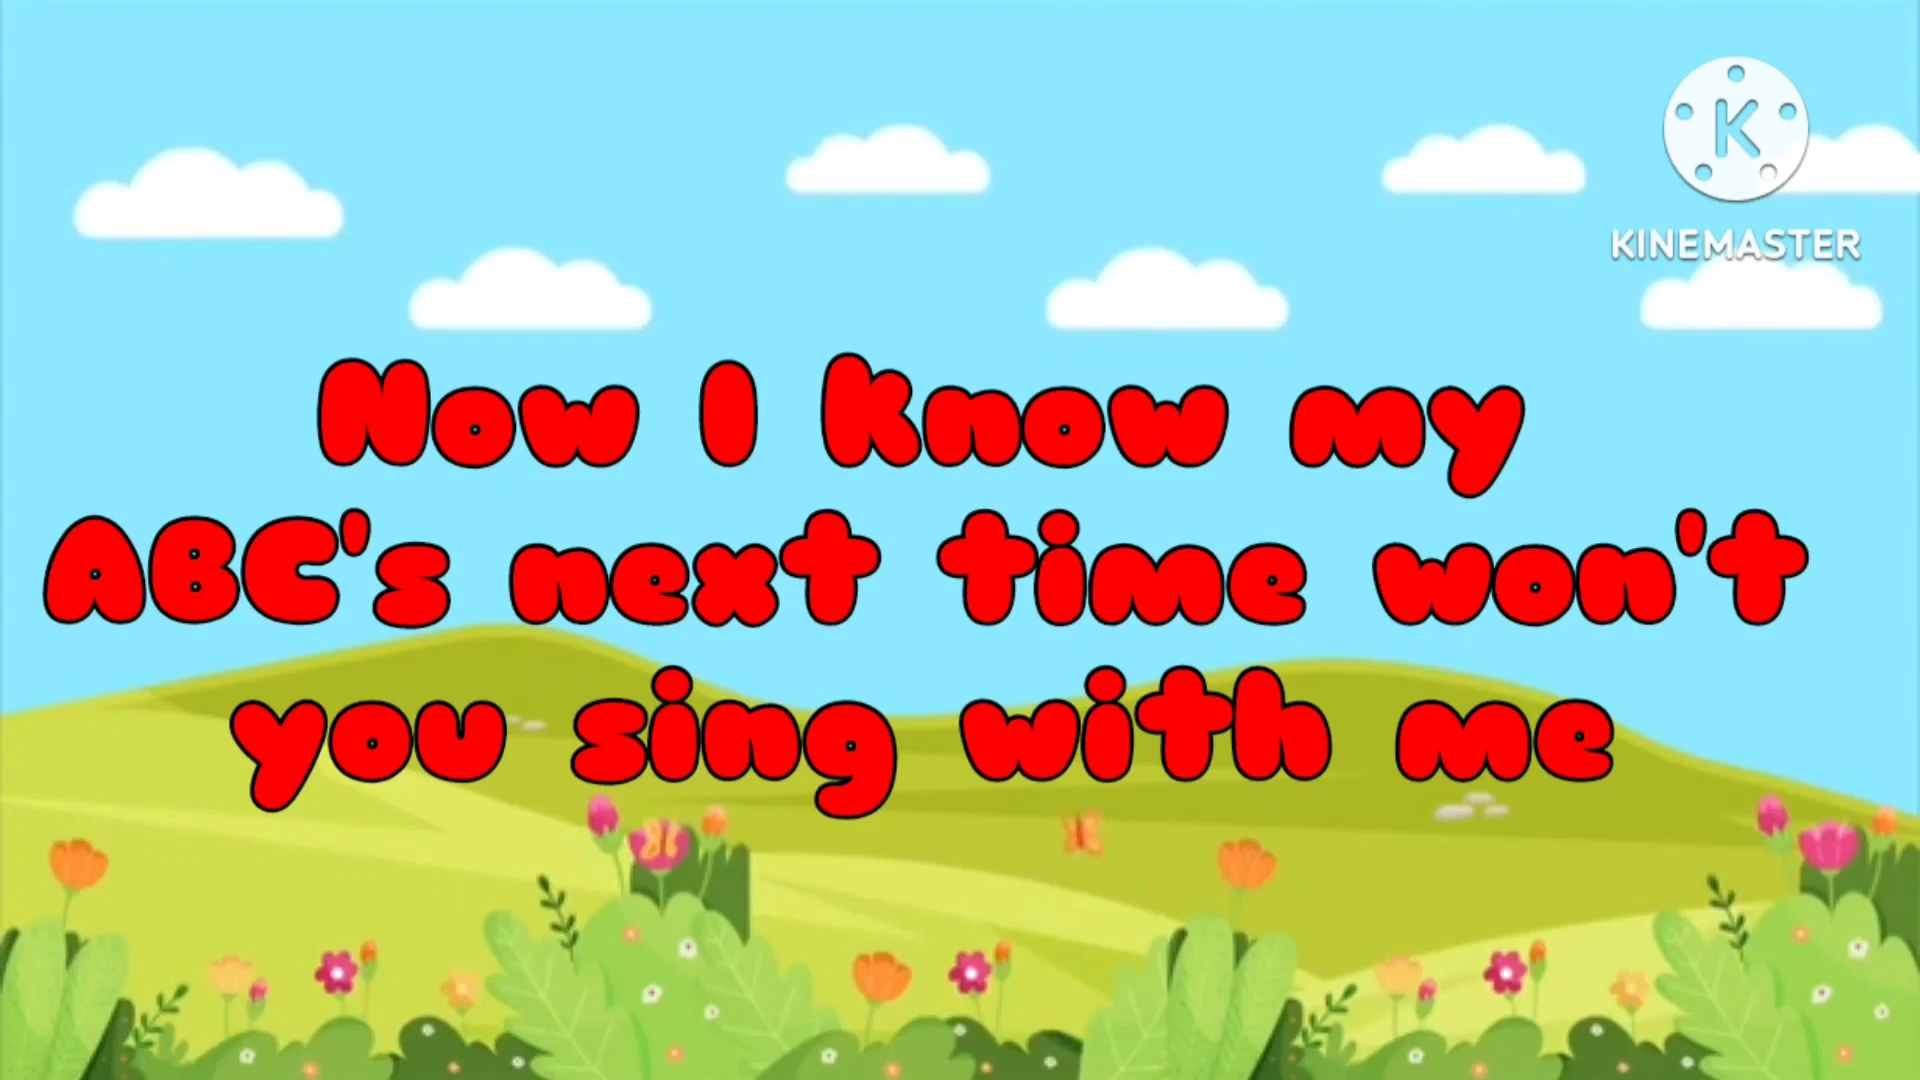 K
KINEMASTER
Now I Know my
ABC's next time won't
you sing with me